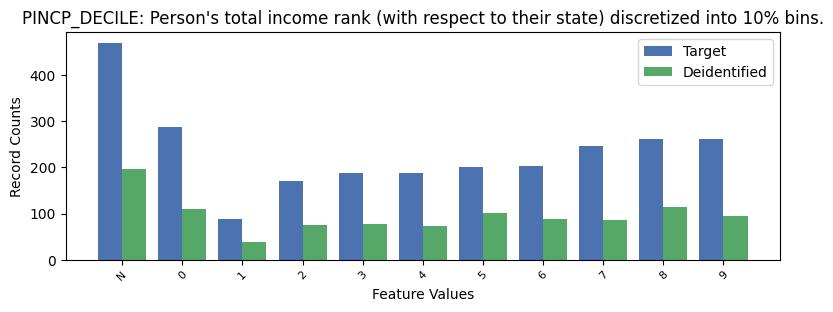 PINCP_DECILE: Person's total income rank (with respect to their state) discretized into 10% bins.
Target
Deidentified
Record Counts
400
300
200
100
0
N 0 1 2 3 4 5 6 7 8 9
Feature Values